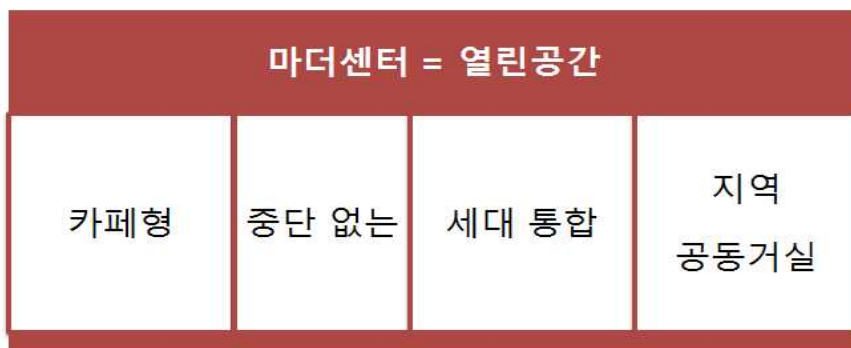 마더센터 = 열린공간
카페형
중단 없는
세대 통합
지역
공동거실